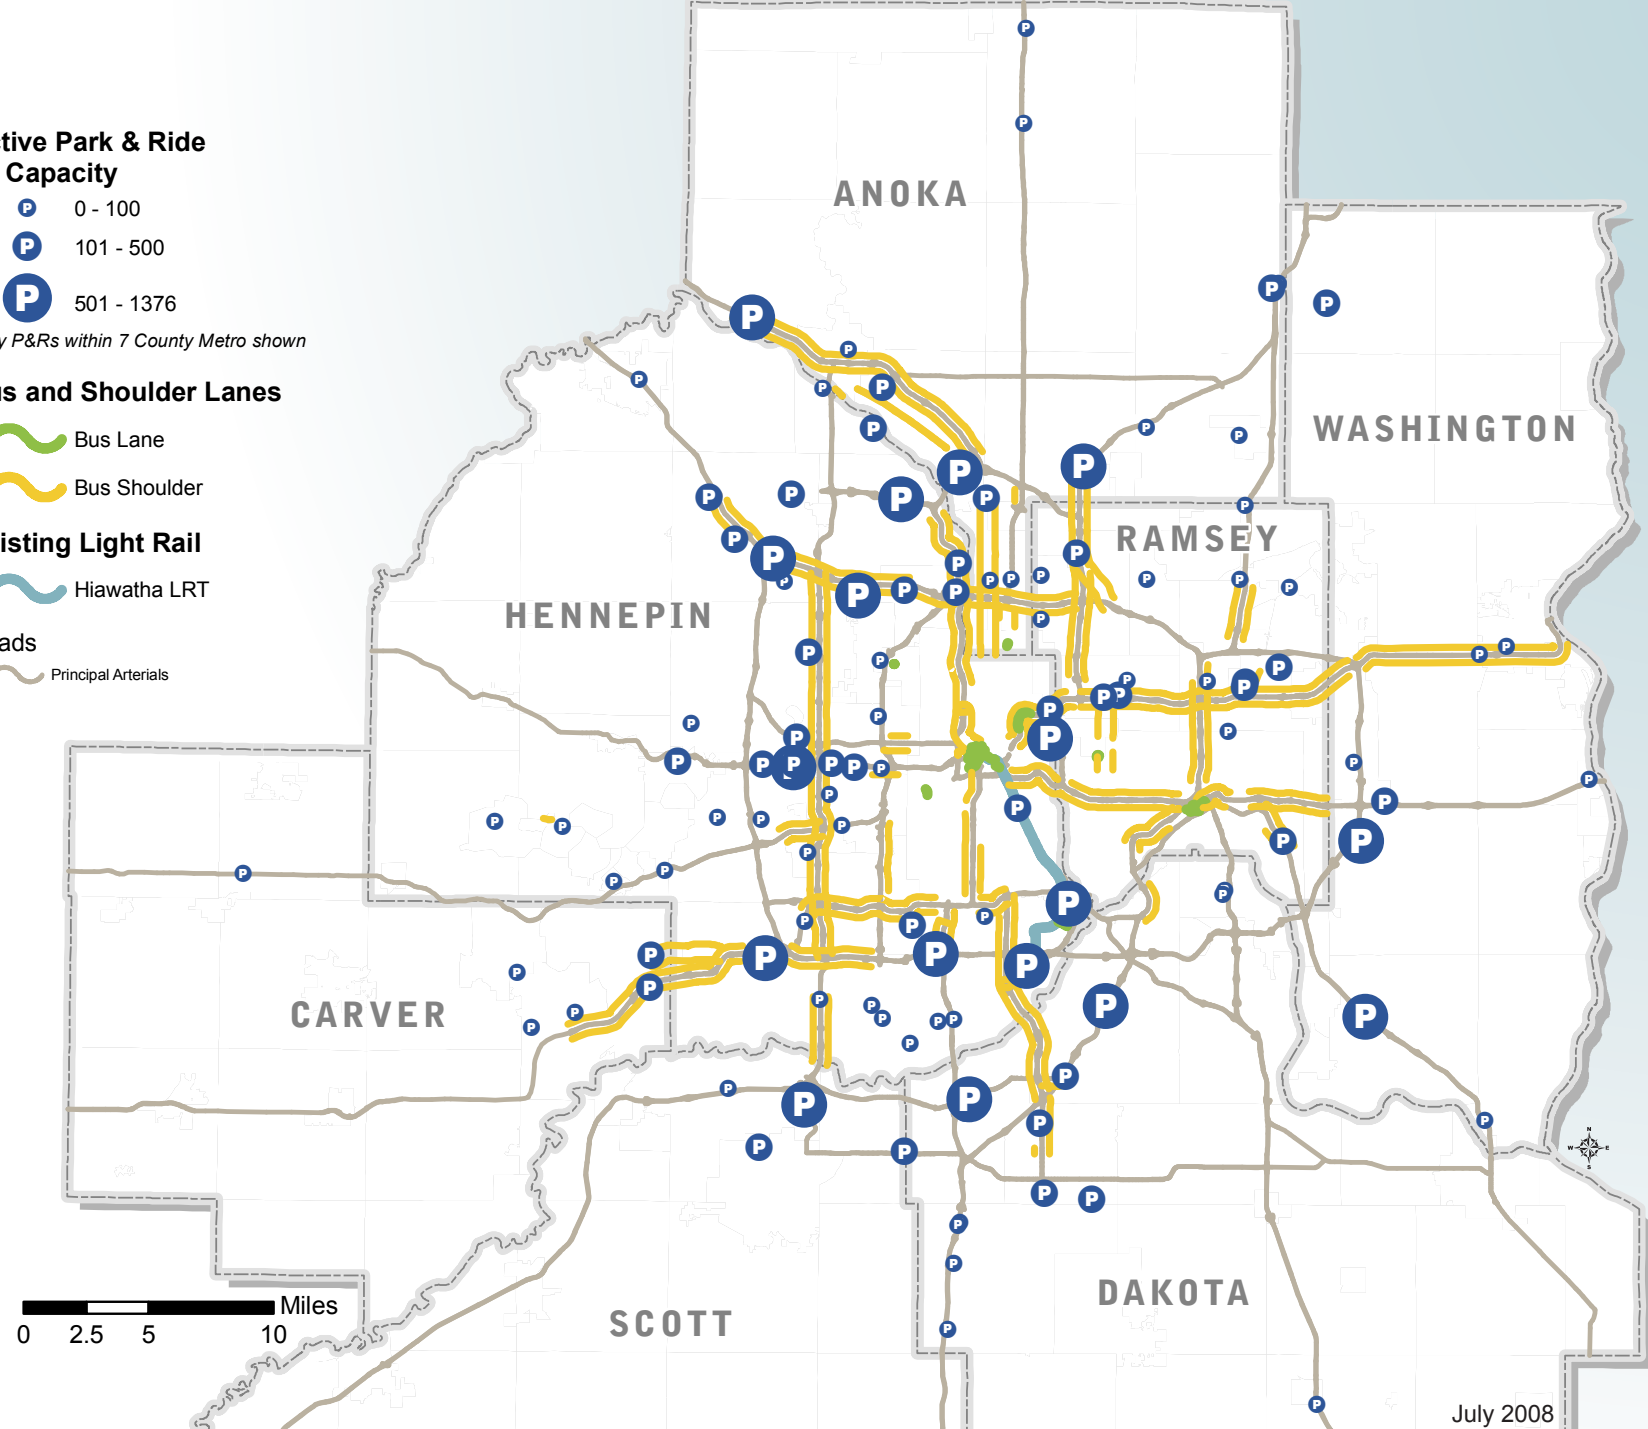 ctive Park & Ride
Capacity
P 0 - 100
P 101 - 500
P 501 - 1376
y P&Rs within 7 County Metro shown
us and Shoulder Lanes
Bus Lane
Bus Shoulder
isting Light Rail
Hiawatha LRT
ads
Principal Arterials
ANOKA
WASHINGTON
RAMSEY
HENNEPIN
CARVER
SCOTT
DAKOTA
Miles
0 2.5 5 10
N
W E
S
July 2008